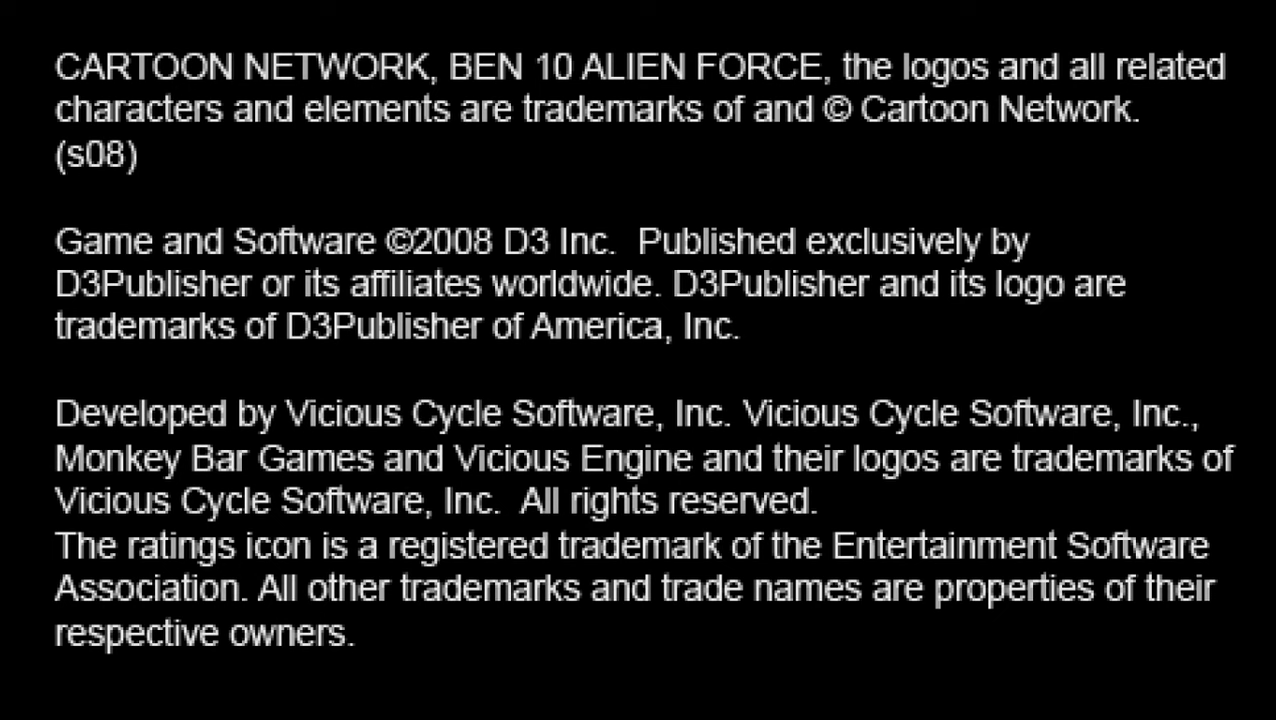 CARTOON NETWORK, BEN 10 ALIEN FORCE, the logos and all related
characters and elements are trademarks of and © Cartoon Network.
(s08)
Game and Software ©2008 D3 Inc.  Published exclusively by
D3Publisher or its affiliates worldwide. D3Publisher and its logo are
trademarks of D3Publisher of America, Inc.
Developed by Vicious Cycle Software, Inc. Vicious Cycle Software, Inc.,
Monkey Bar Games and Vicious Engine and their logos are trademarks of
Vicious Cycle Software, Inc.  All rights reserved.
The ratings icon is a registered trademark of the Entertainment Software
Association. All other trademarks and trade names are properties of their
respective owners.